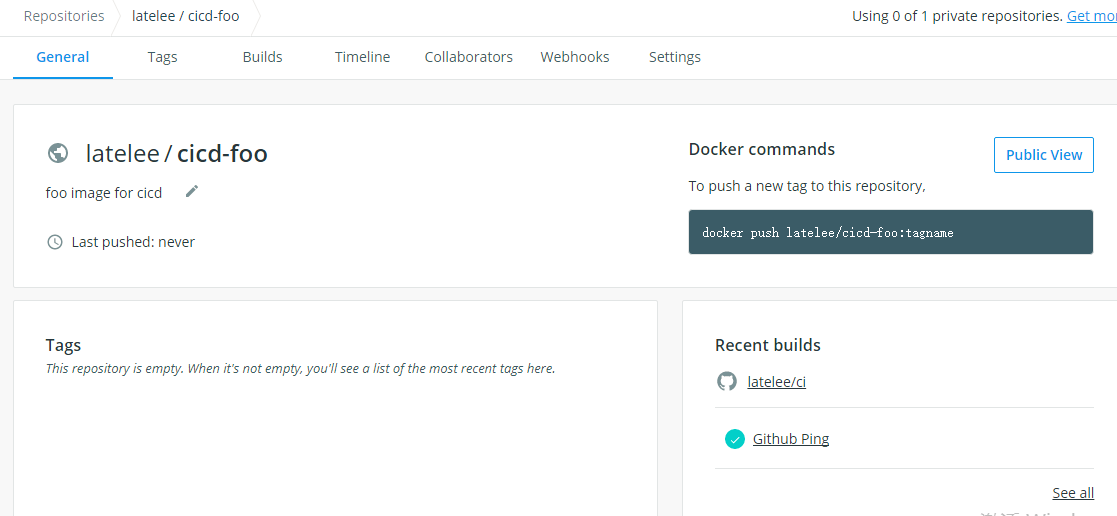 Repositories
latelee / cicd-foo
Using 0 of 1 private repositories. Get
General
Tags
Builds
Timeline
Collaborators
Webhooks
Settings
latelee / cicd-foo
foo image for cicd
Last pushed: never
Docker commands
Public View
To push a new tag to this repository,
docker push latelee/cicd-foo:tagname
Tags
This repository is empty. When it's not empty, you'll see a list of the most recent tags here.
Recent builds
latelee/ci
Github Ping
See all